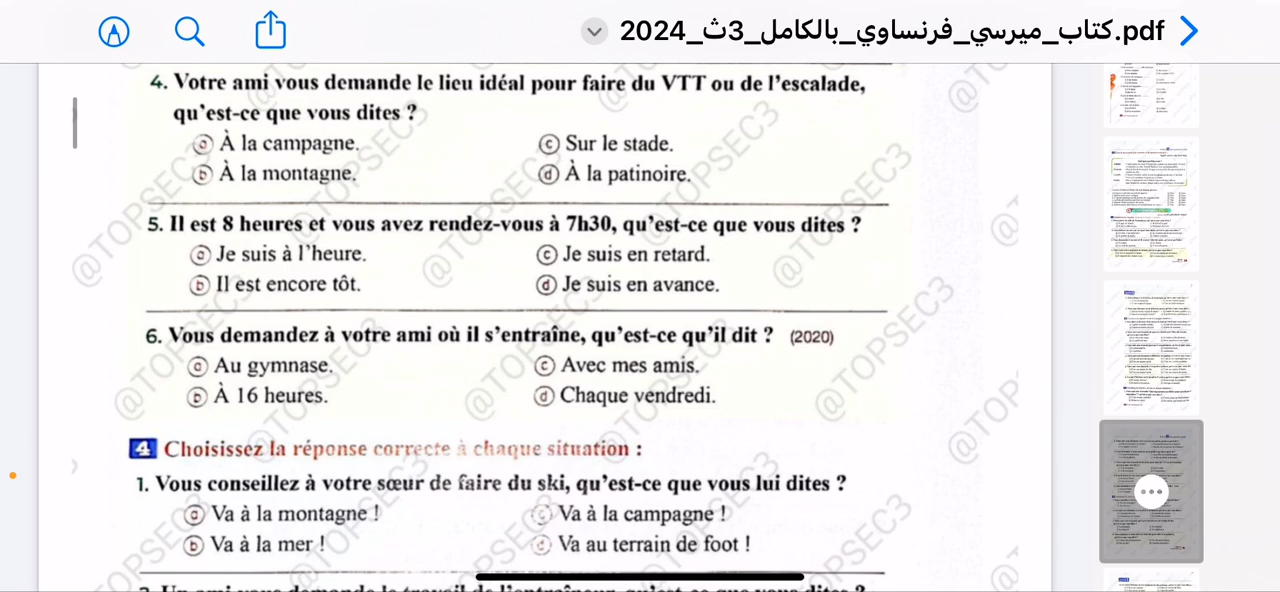 كتاب_ميرسي_فرنساوي_بالكامل_3ث_2024.pdf
4. Votre ami vous demande le lieu idéal pour faire du VTT ou de l'escalade,
qu'est-ce que vous dites ?
ⓐ À la campagne.
ⓑ À la montagne.
ⓒ Sur le stade.
ⓓ À la patinoire.
5. Il est 8 heures et vous avez rendez-vous à 7h30, qu'est-ce que vous dites ?
ⓐ Je suis à l'heure.
ⓑ Il est encore tôt.
ⓒ Je suis en retard.
ⓓ Je suis en avance.
6. Vous demandez à votre ami où il s'entraîne, qu'est-ce qu'il dit ? (2020)
ⓐ Au gymnase.
ⓑ À 16 heures.
ⓒ Avec mes amis.
ⓓ Chaque vendredi.
4 Choisissez la réponse correcte à chaque situation :
1. Vous conseillez à votre sœur de faire du ski, qu'est-ce que vous lui dites ?
ⓐ Va à la montagne !
ⓑ Va à la mer !
ⓒ Va à la campagne !
Va au terrain de foot !
@TOPSEC3